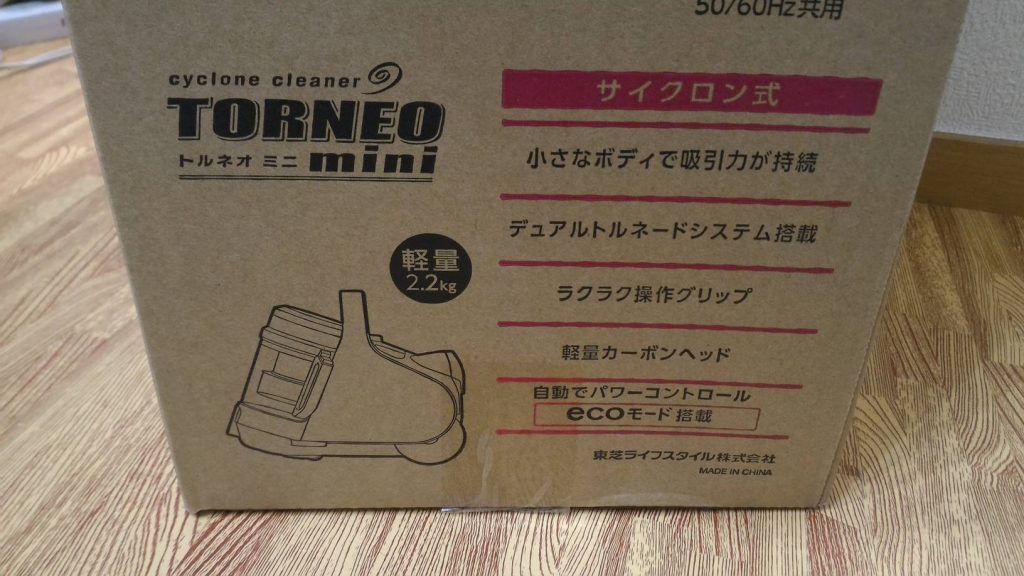 50/60Hz共用
cyclone cleaner
TORNEO
トルネオ ミニ mini
サイクロン式
小さなボディで吸引力が持続
デュアルトルネードシステム搭載
軽量
2.2kg
ラクラク操作グリップ
軽量カーボンヘッド
自動でパワーコントロール
ecoモード搭載
東芝ライフスタイル株式会社
MADE IN CHINA